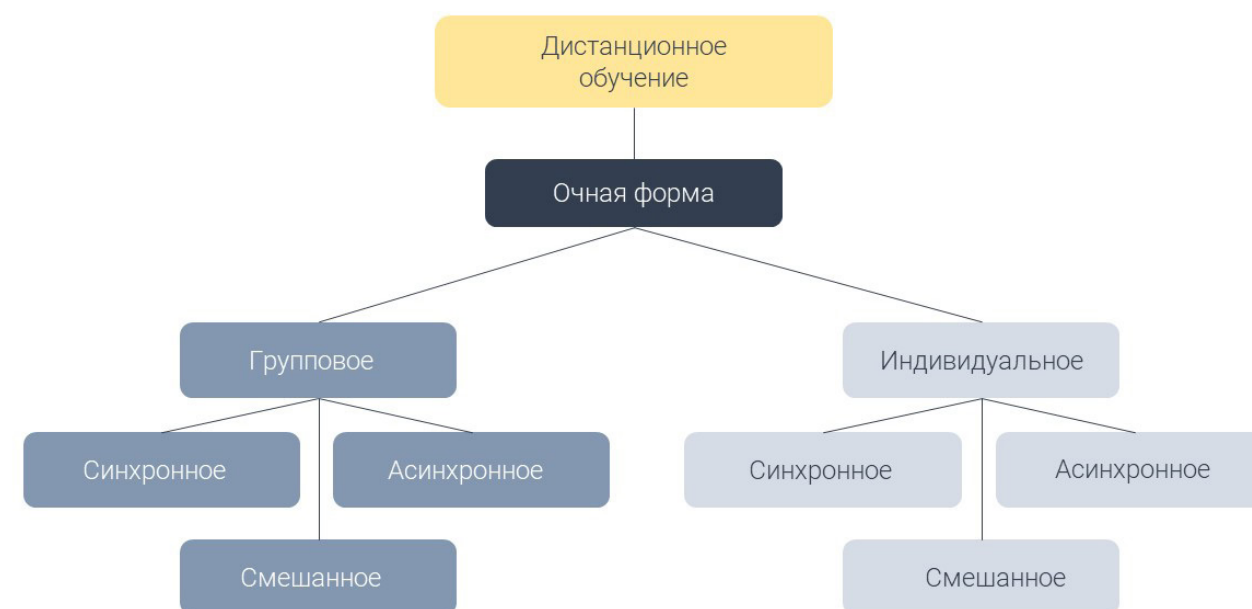 Дистанционное
обучение
Очная форма
Групповое
Индивидуальное
Синхронное
Асинхронное
Синхронное
Асинхронное
Смешанное
Смешанное